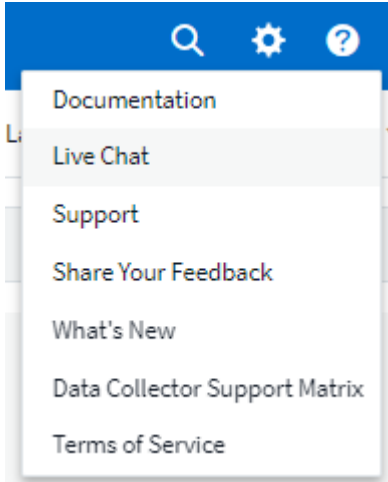 Documentation
Live Chat
Support
Share Your Feedback
What's New
Data Collector Support Matrix
Terms of Service